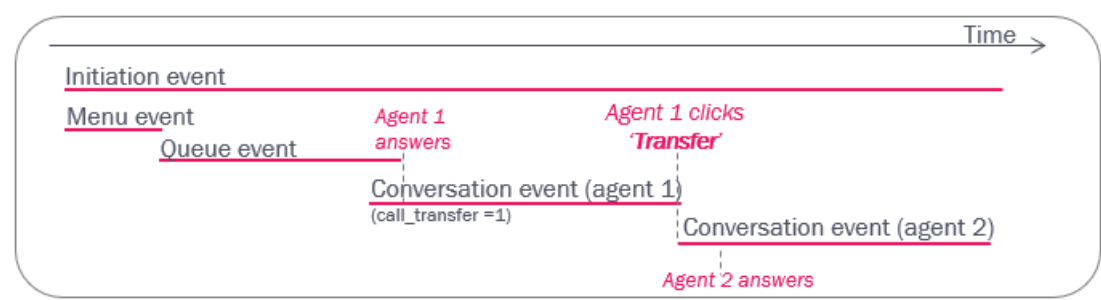 Time
Initiation event
Menu event
Agent 1
answers
Agent 1 clicks
‘Transfer’
Queue event
Conversation event (agent 1)
(call_transfer =1)
Conversation event (agent 2)
Agent 2 answers